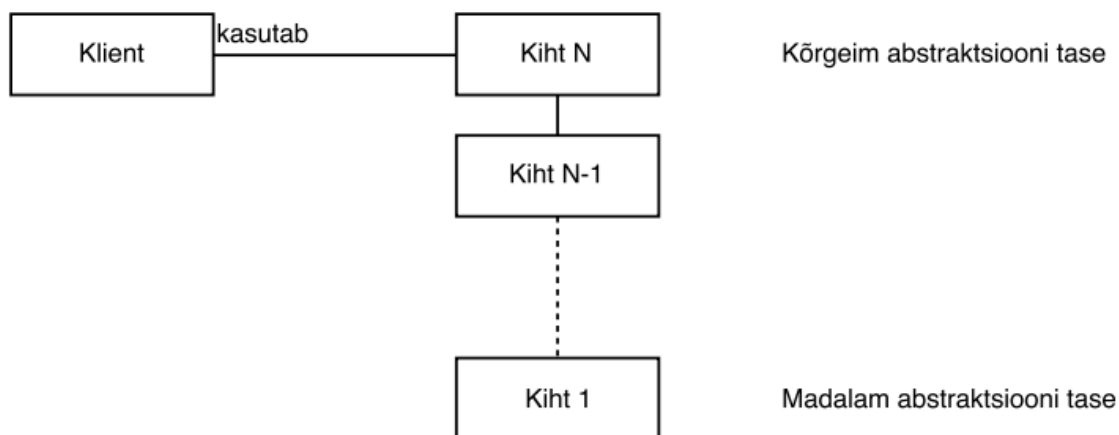 Klient
kasutab
Kiht N
Kõrgeim abstraktsiooni tase
Kiht N-1
Kiht 1
Madalam abstraktsiooni tase